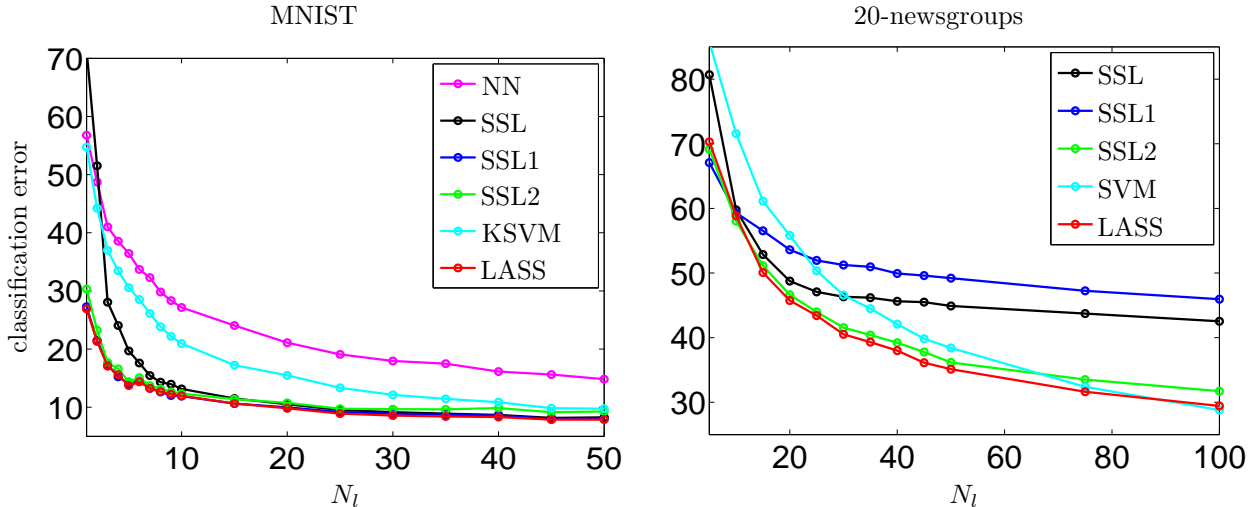 MNIST
classification error
70
60
50
40
30
20
10
10
20
30
40
50
N_l
NN
SSL
SSL1
SSL2
KSVM
LASS
20-newsgroups
80
70
60
50
40
30
20
40
60
80
100
N_l
SSL
SSL1
SSL2
SVM
LASS